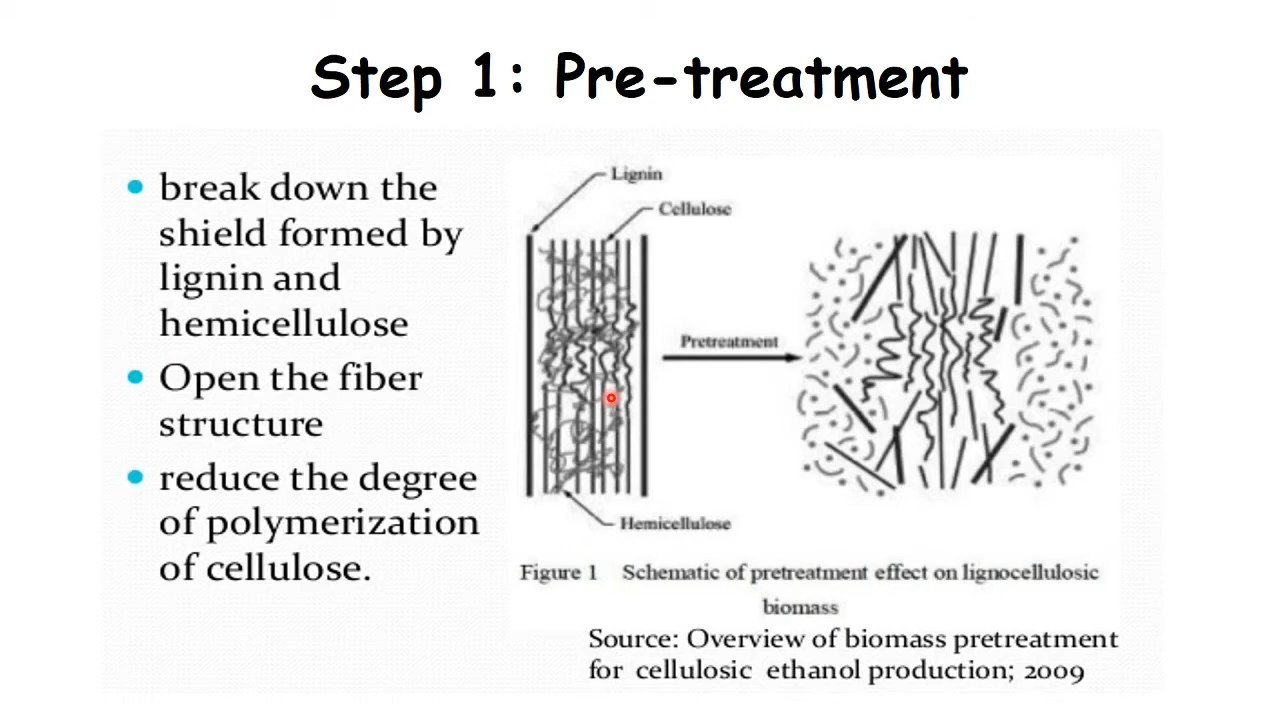 Step 1: Pre-treatment
break down the
shield formed by
lignin and
hemicellulose
Open the fiber
structure
reduce the degree
of polymerization
of cellulose.
Lignin
Cellulose
Pretreatment
Hemicellulose
Figure 1 Schematic of pretreatment effect on lignocellulosic
biomass
Source: Overview of biomass pretreatment
for cellulosic ethanol production; 2009